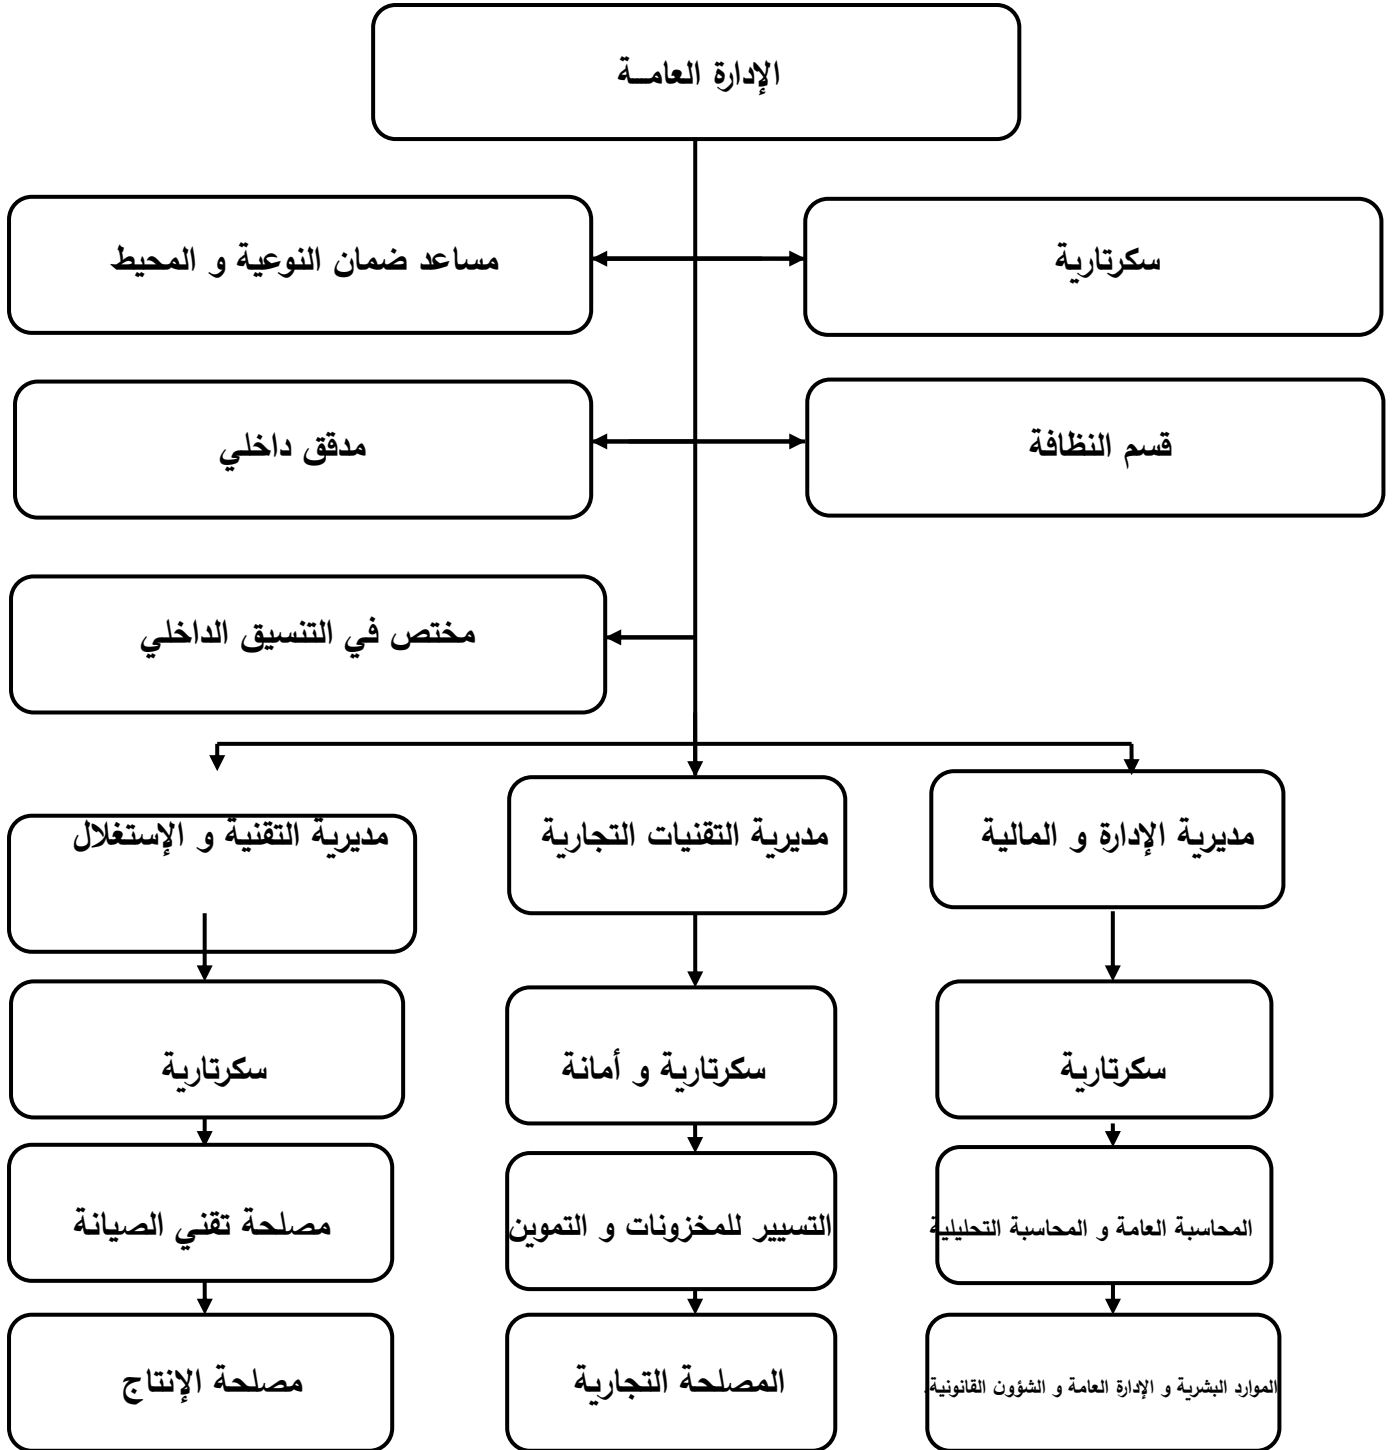 الإدارة العامـــة
سكرتارية
مساعد ضمان النوعية و المحيط
قسم النظافة
مدقق داخلي
مختص في التنسيق الداخلي
مديرية الإدارة و المالية
مديرية التقنيات التجارية
مديرية التقنية و الإستغلال
سكرتارية
سكرتارية و أمانة
سكرتارية
المحاسبة العامة و المحاسبة التحليلية
التسيير للمخزونات و التموين
مصلحة تقني الصيانة
الموارد البشرية و الإدارة العامة و الشؤون القانونية.
المصلحة التجارية
مصلحة الإنتاج